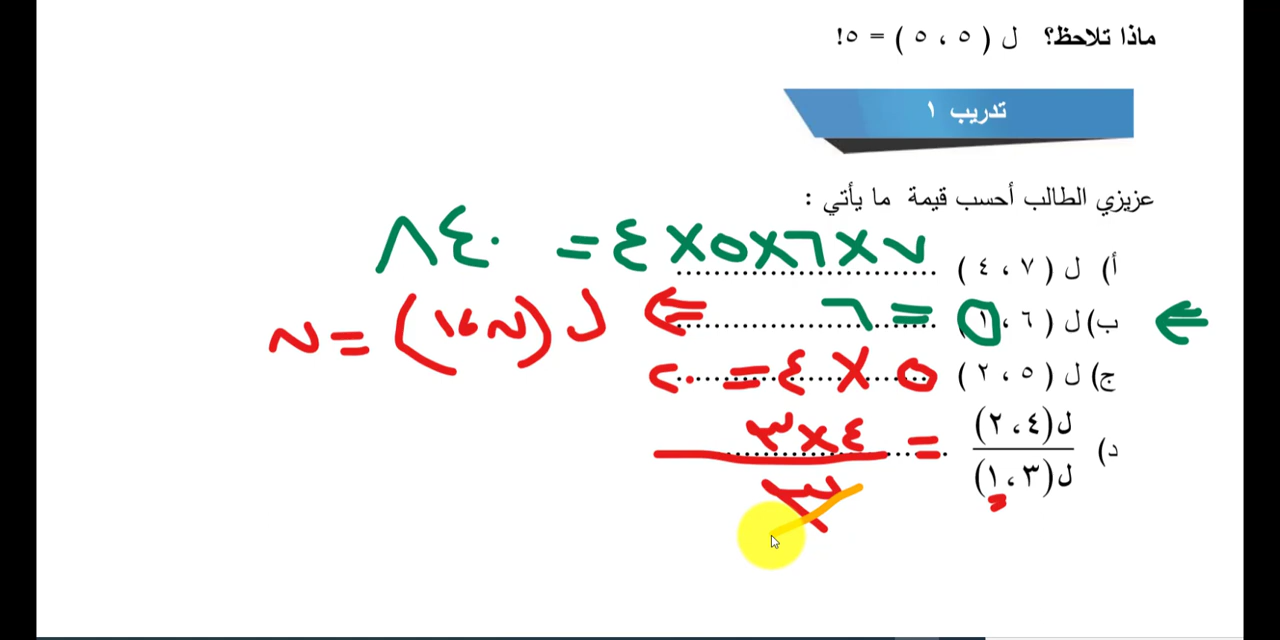 ماذا تلاحظ؟ ل ( ٥ ، ٥ ) = ٥!
تدريب ١
عزيزي الطالب أحسب قيمة ما يأتي :
أ) ل ( ٧ ، ٤ ) ٧ × ٦ × ٥ × ٤ = ٨٤٠
ب) ل ( ٦ ، ١ ) = ٦ ⇐ ل (ن ، ١) = ن
ج) ل ( ٥ ، ٢ ) ٥ × ٤ = ٢٠
د) ل(٤ ، ٢) = ٤ × ٣
ل(٣ ، ١) ٣